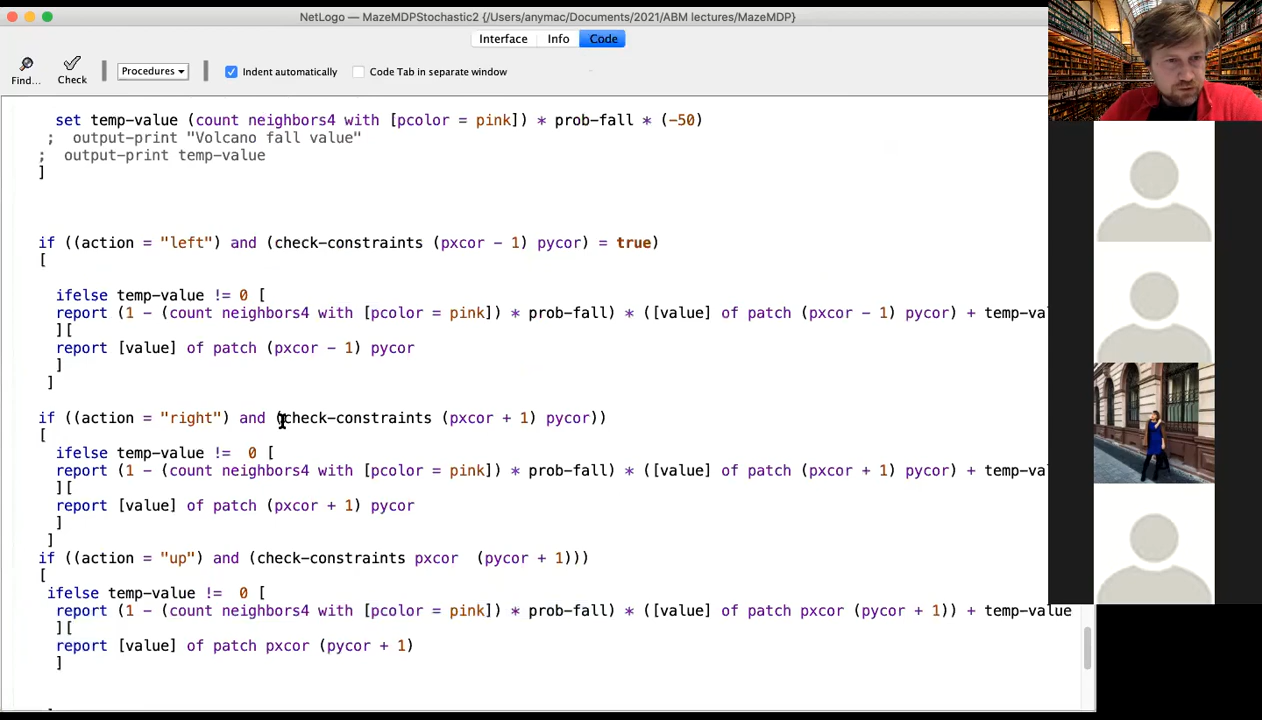 NetLogo — MazeMDPStochastic2 {/Users/anymac/Documents/2021/ABM lectures/MazeMDP}
Interface Info Code
Find... Check Procedures Indent automatically Code Tab in separate window
set temp-value (count neighbors4 with [pcolor = pink]) * prob-fall * (-50)
; output-print "Volcano fall value"
; output-print temp-value
]
if ((action = "left") and (check-constraints (pxcor - 1) pycor) = true)
[
ifelse temp-value != 0 [
report (1 - (count neighbors4 with [pcolor = pink]) * prob-fall) * ([value] of patch (pxcor - 1) pycor) + temp-val
][
report [value] of patch (pxcor - 1) pycor
]
]
if ((action = "right") and (check-constraints (pxcor + 1) pycor))
[
ifelse temp-value != 0 [
report (1 - (count neighbors4 with [pcolor = pink]) * prob-fall) * ([value] of patch (pxcor + 1) pycor) + temp-val
][
report [value] of patch (pxcor + 1) pycor
]
]
if ((action = "up") and (check-constraints pxcor (pycor + 1)))
[
ifelse temp-value != 0 [
report (1 - (count neighbors4 with [pcolor = pink]) * prob-fall) * ([value] of patch pxcor (pycor + 1)) + temp-value
][
report [value] of patch pxcor (pycor + 1)
]